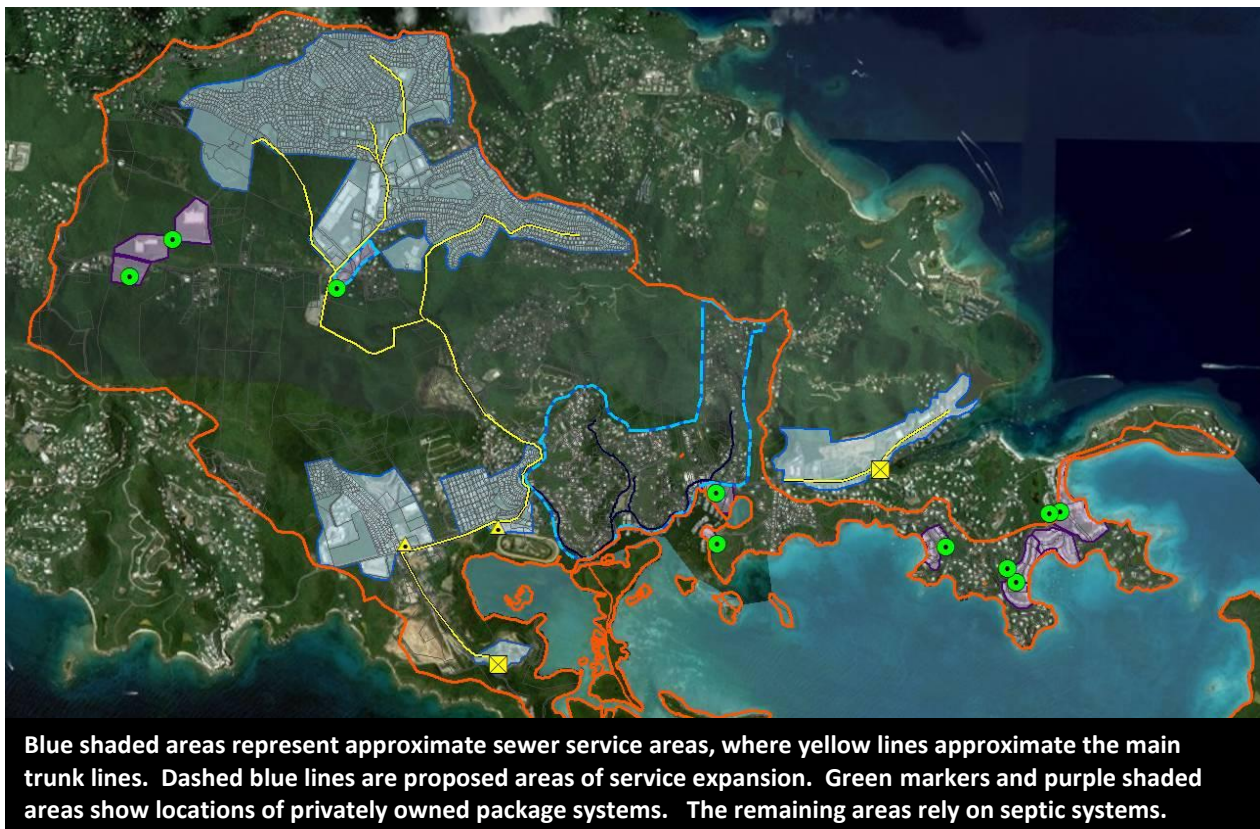 Blue shaded areas represent approximate sewer service areas, where yellow lines approximate the main
trunk lines.  Dashed blue lines are proposed areas of service expansion.  Green markers and purple shaded
areas show locations of privately owned package systems.   The remaining areas rely on septic systems.